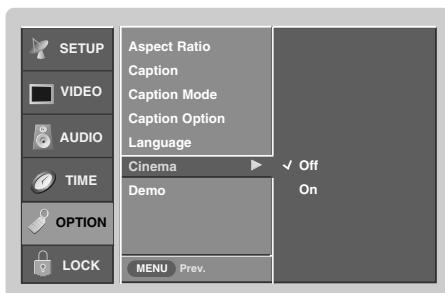 SETUP
VIDEO
AUDIO
TIME
OPTION
LOCK
Aspect Ratio
Caption
Caption Mode
Caption Option
Language
Cinema
Demo
MENU Prev.
Off
On